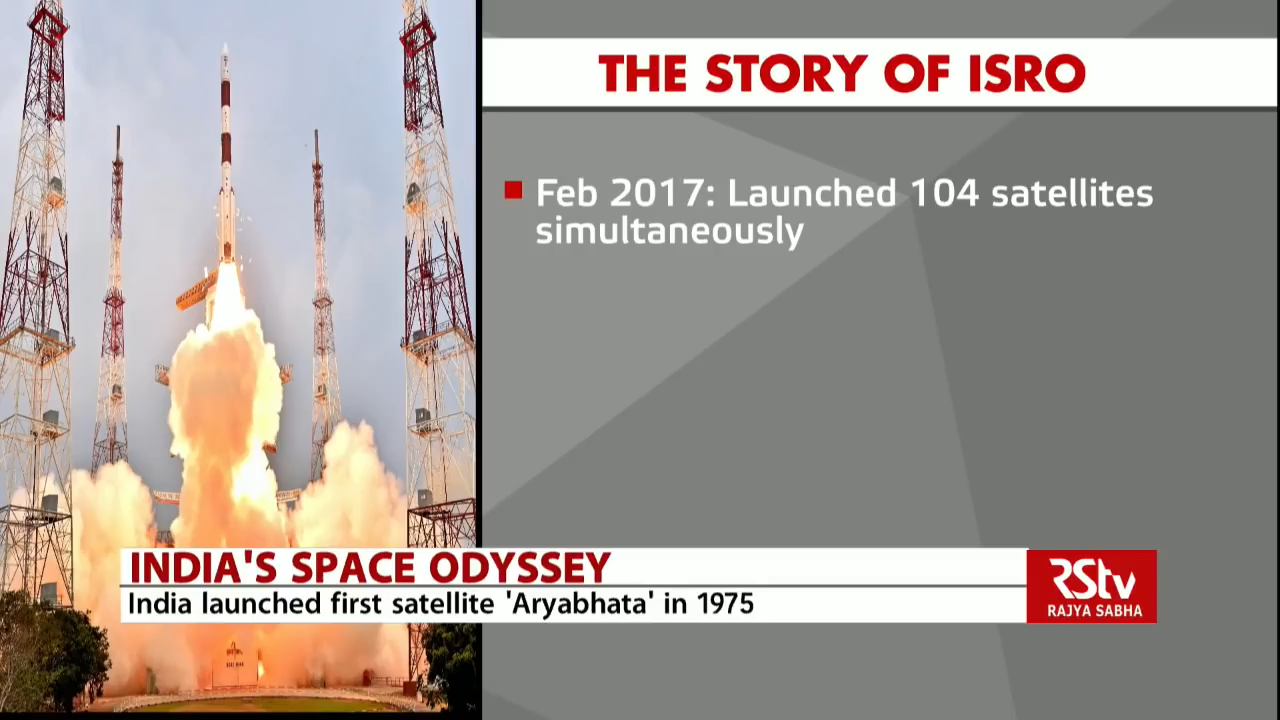 THE STORY OF ISRO
Feb 2017: Launched 104 satellites
simultaneously
INDIA'S SPACE ODYSSEY
India launched first satellite 'Aryabhata' in 1975
RStv
RAJYA SABHA